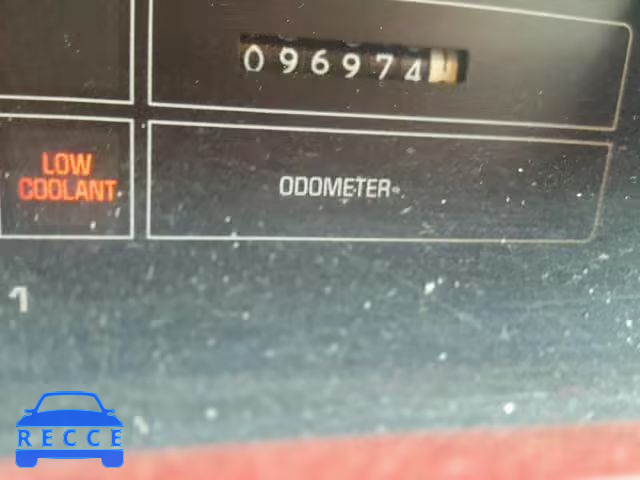 096974
LOW
COOLANT
ODOMETER
1
RECCE